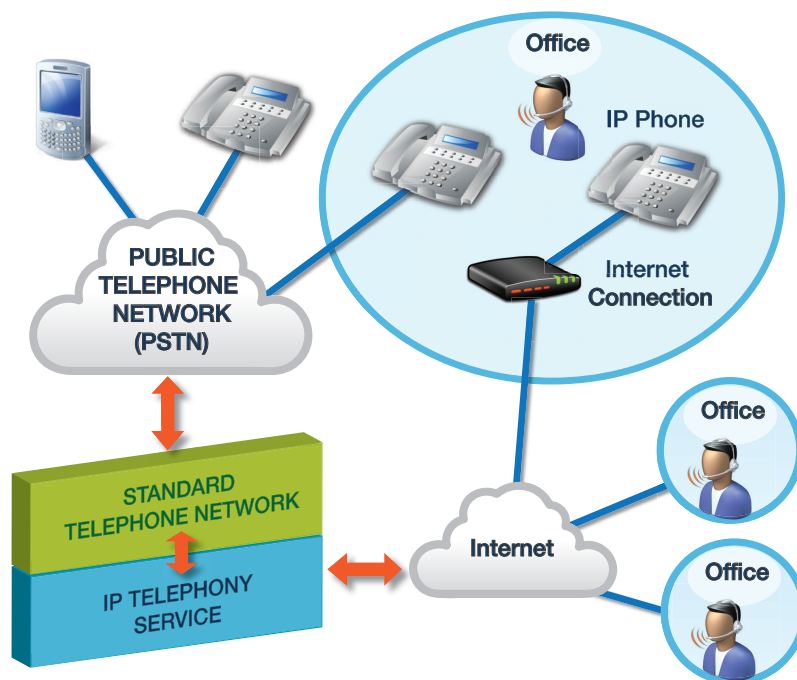 Office
IP Phone
PUBLIC
TELEPHONE
NETWORK
(PSTN)
Internet
Connection
Office
STANDARD
TELEPHONE NETWORK
Internet
IP TELEPHONY
SERVICE
Office